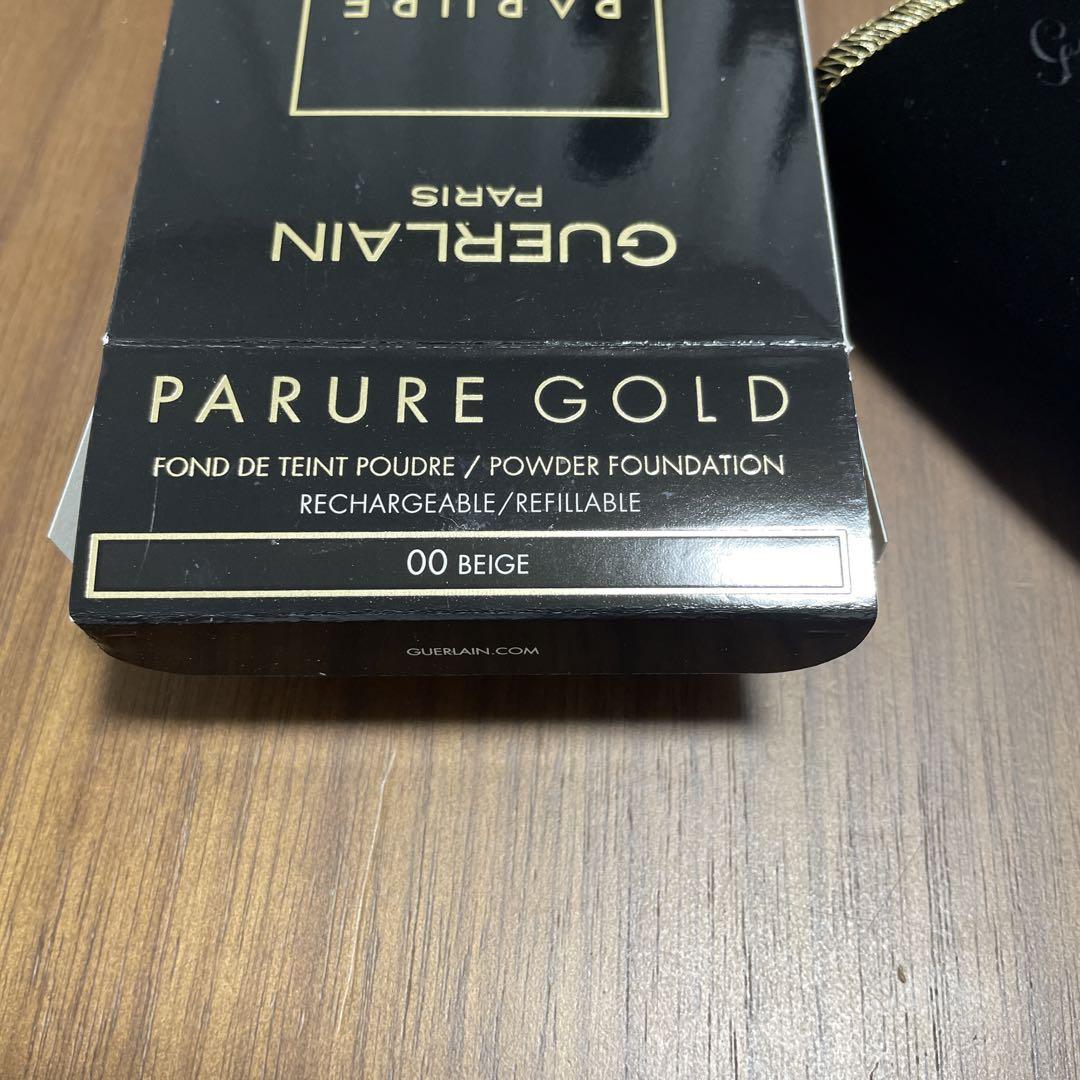 PARURE
GUERLAIN
PARIS
PARURE GOLD
FOND DE TEINT POUDRE / POWDER FOUNDATION
RECHARGEABLE/REFILLABLE
00 BEIGE
GUERLAIN.COM